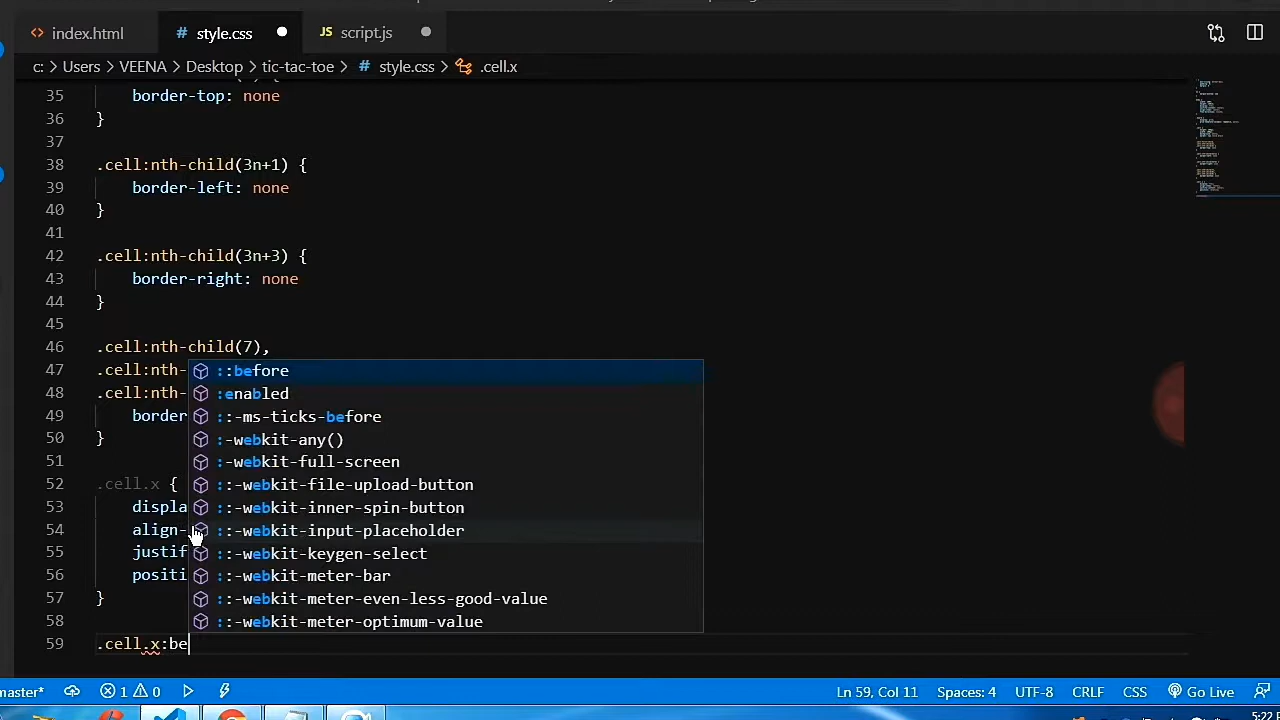 index.html
# style.css
JS script.js
c: > Users > VEENA > Desktop > tic-tac-toe > # style.css > .cell.x
35 border-top: none
36 }
37
38 .cell:nth-child(3n+1) {
39 border-left: none
40 }
41
42 .cell:nth-child(3n+3) {
43 border-right: none
44 }
45
46 .cell:nth-child(7),
47 .cell:nth-
48 .cell:nth-
49 border
50 }
51
52 .cell.x {
53 displa
54 align-
55 justif
56 positi
57 }
58
59 .cell.x:be
::before
:enabled
::-ms-ticks-before
:-webkit-any()
:-webkit-full-screen
::-webkit-file-upload-button
::-webkit-inner-spin-button
::-webkit-input-placeholder
::-webkit-keygen-select
::-webkit-meter-bar
::-webkit-meter-even-less-good-value
::-webkit-meter-optimum-value
master* 1 0 Ln 59, Col 11 Spaces: 4 UTF-8 CRLF CSS Go Live
5:22